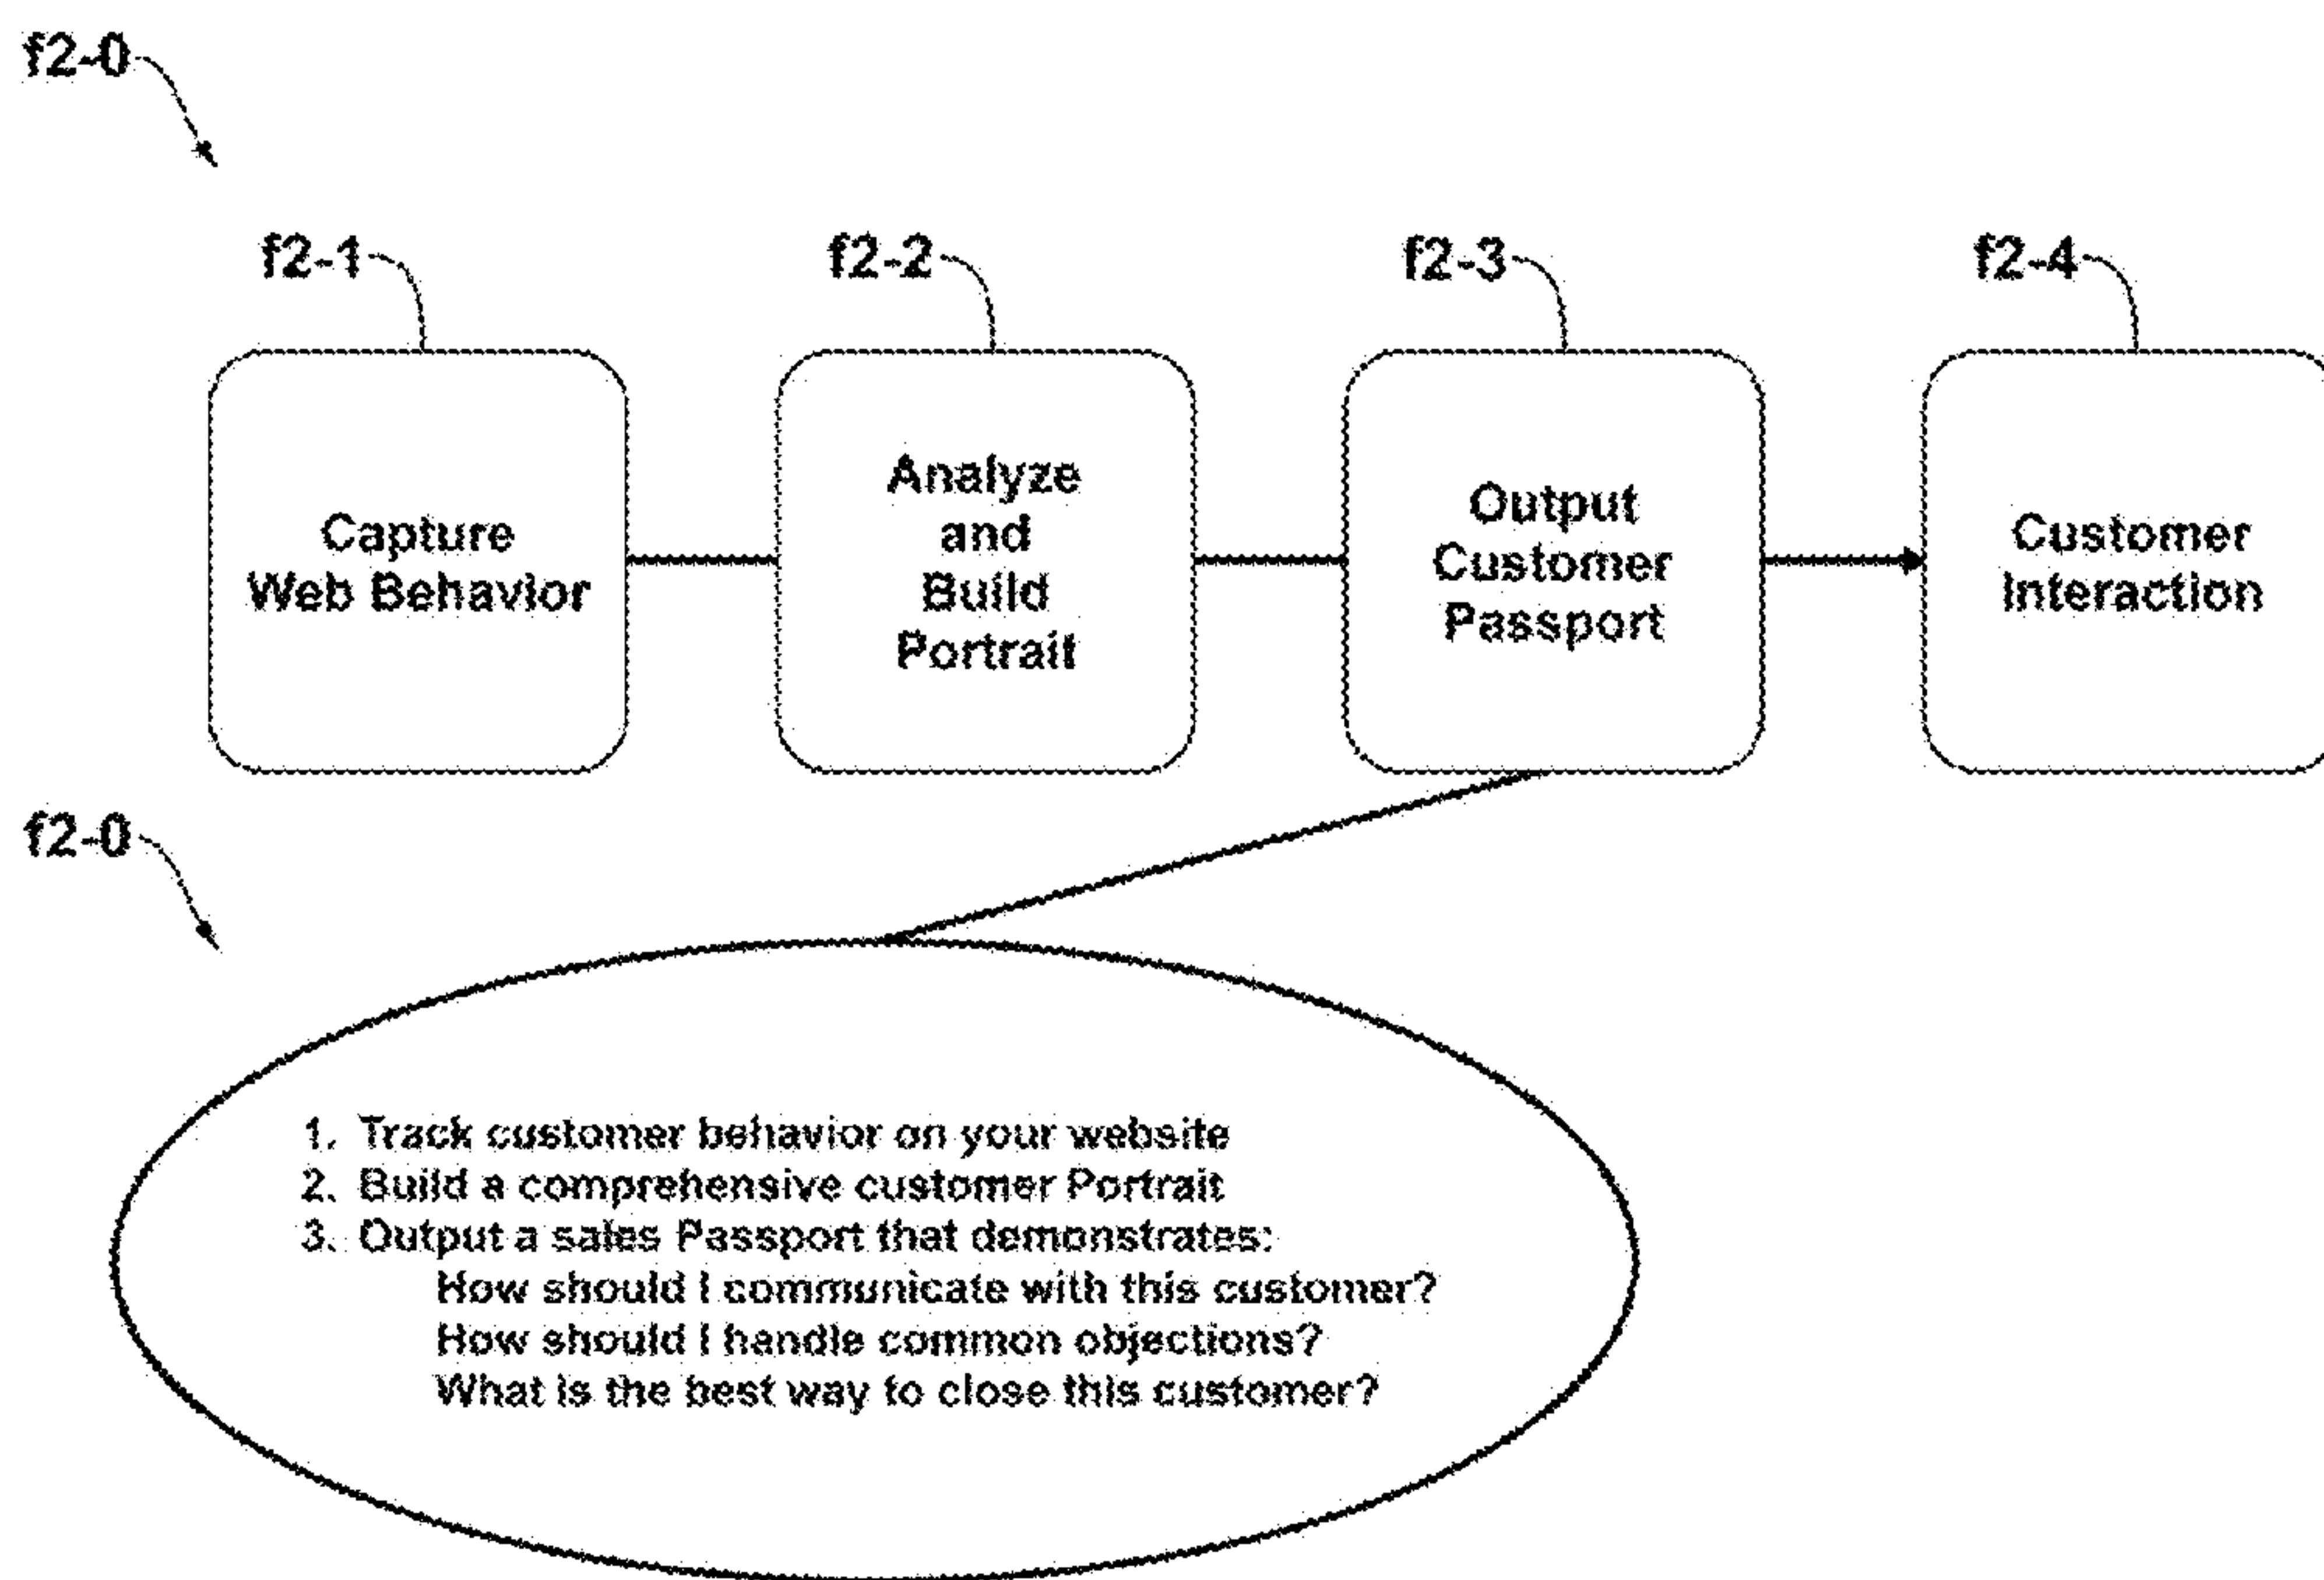 f2-0
f2-1
f2-2
f2-3
f2-4
Capture
Web Behavior
Analyze
and
Build
Portrait
Output
Customer
Passport
Customer
Interaction
f2-0
1. Track customer behavior on your website
2. Build a comprehensive customer Portrait
3. Output a sales Passport that demonstrates:
How should I communicate with this customer?
How should I handle common objections?
What is the best way to close this customer?